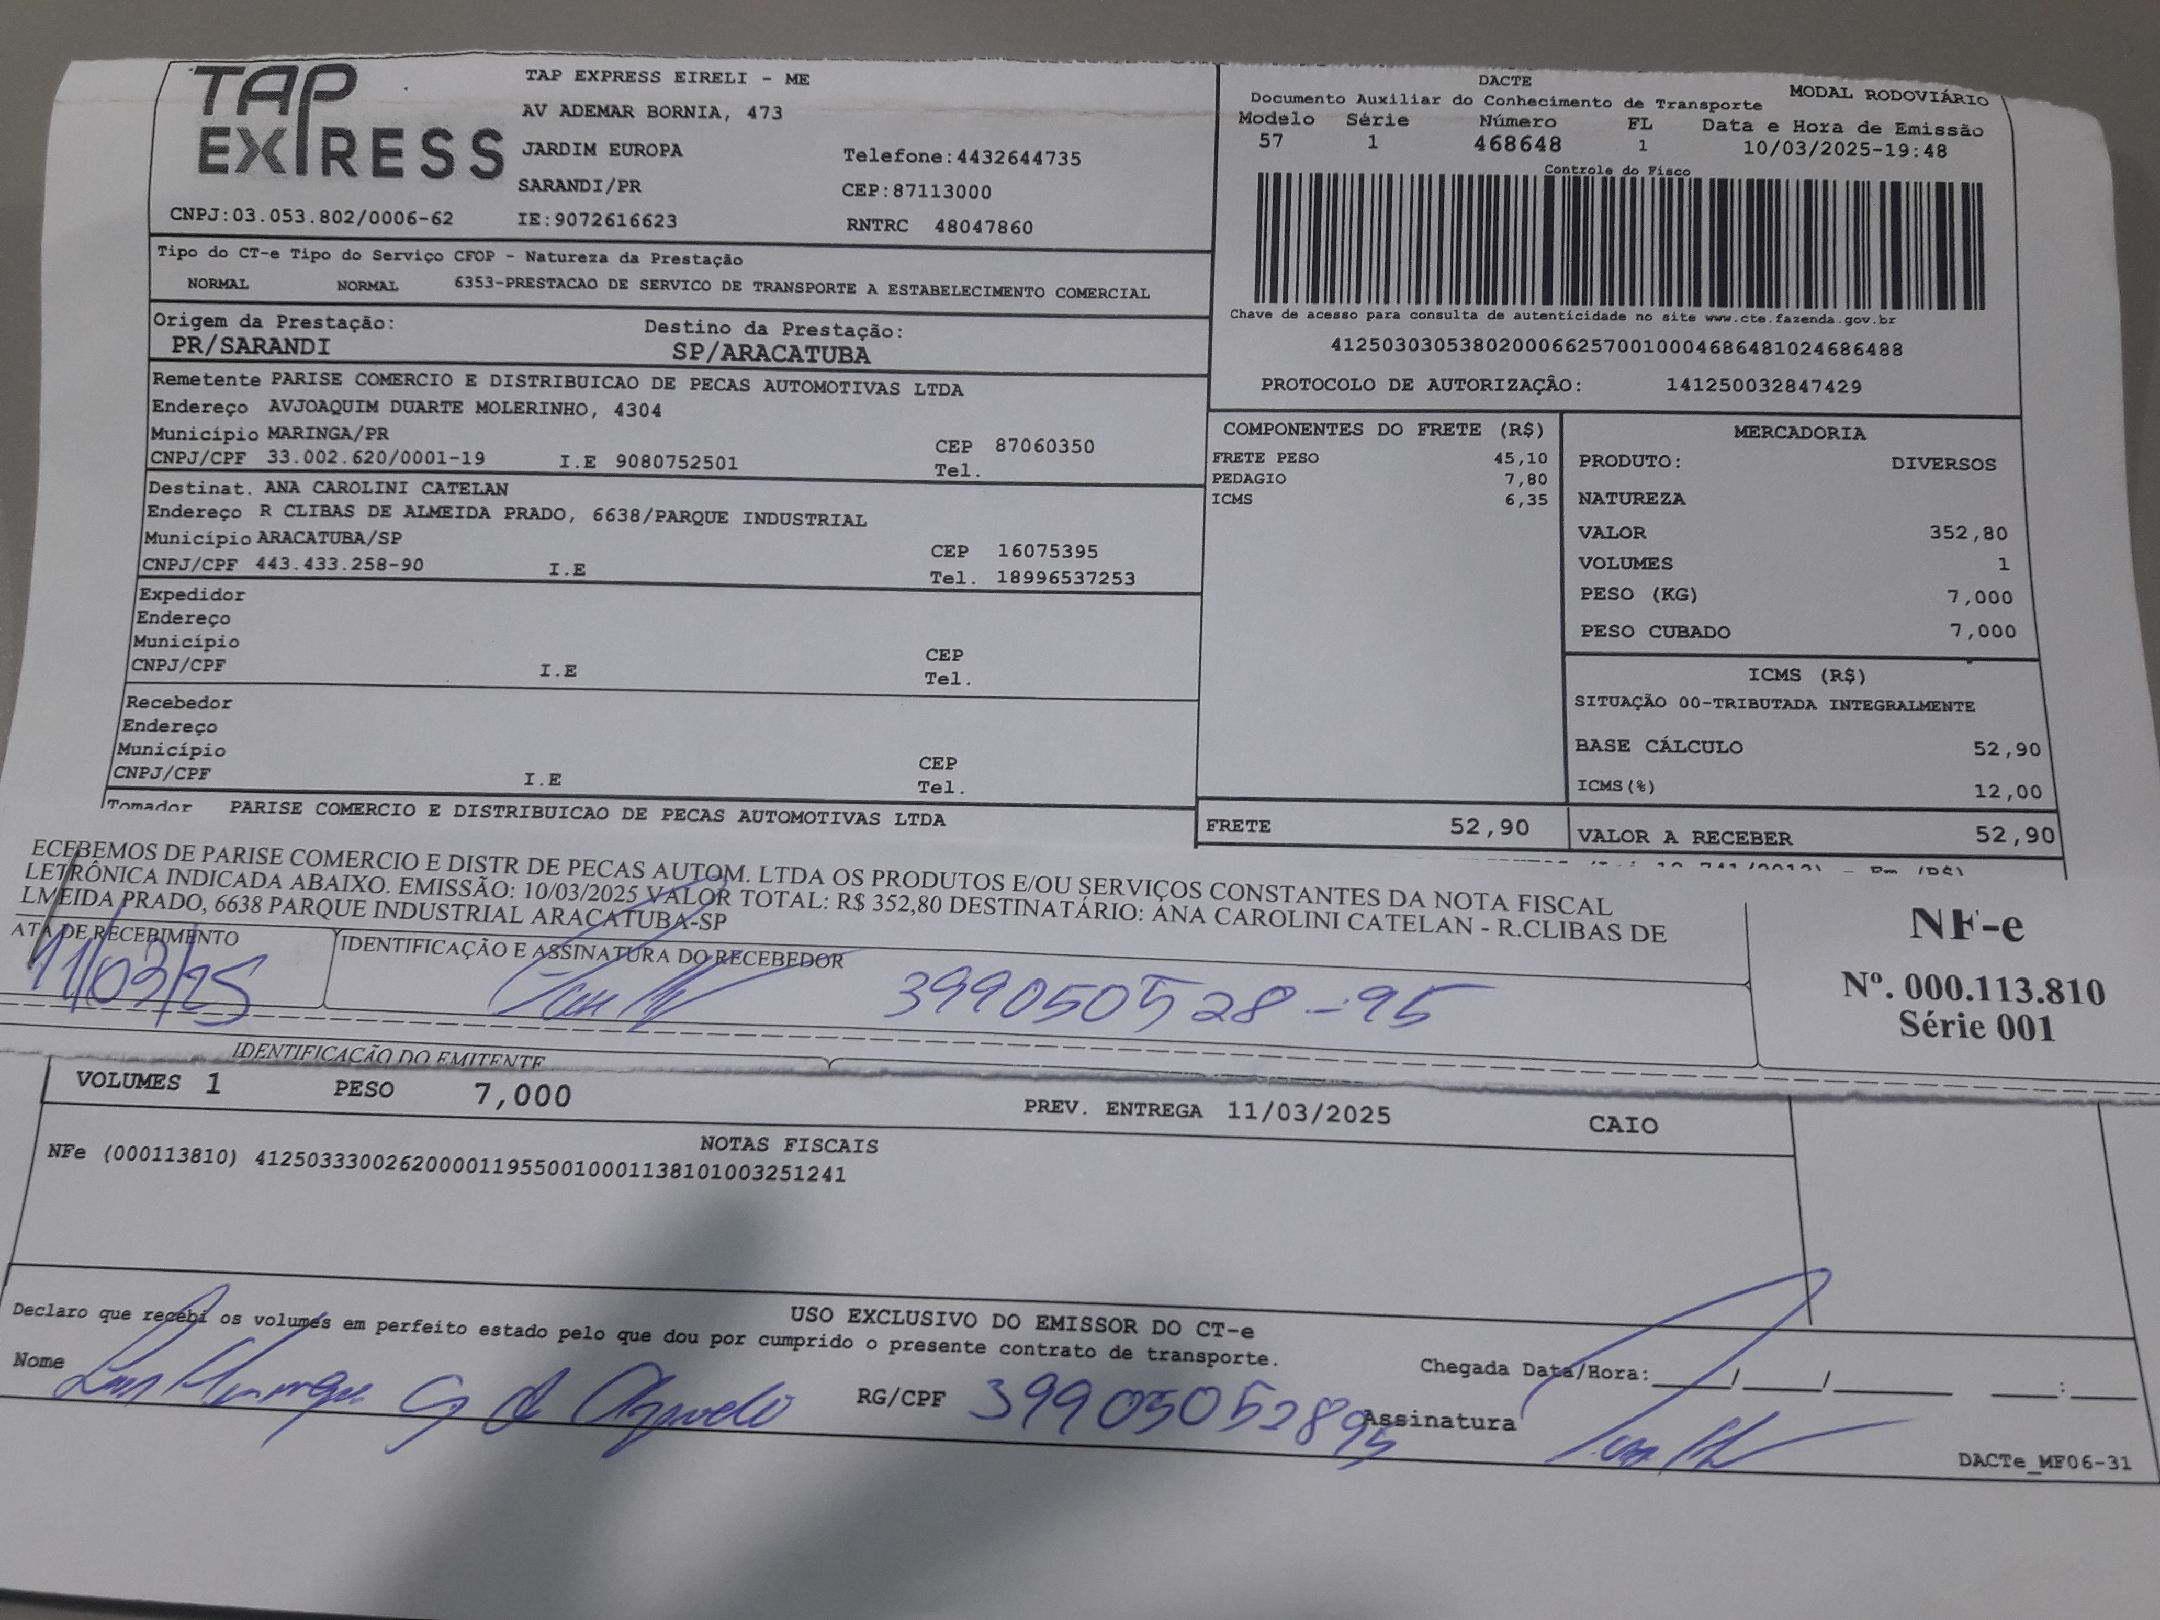 TAP EXPRESS
TAP EXPRESS EIRELI - ME
AV ADEMAR BORNIA, 473
JARDIM EUROPA
Telefone:4432644735
SARANDI/PR
CEP:87113000
CNPJ:03.053.802/0006-62 IE:9072616623 RNTRC 48047860
DACTE
MODAL RODOVIÁRIO
Documento Auxiliar do Conhecimento de Transporte
Modelo Série Número FL Data e Hora de Emissão
57 1 468648 1 10/03/2025-19:48
Controle do Fisco
Chave de acesso para consulta de autenticidade no site www.cte.fazenda.gov.br
41250303053802000662570010004686481024686488
PROTOCOLO DE AUTORIZAÇÂO: 141250032847429
Tipo do CT-e Tipo do Serviço CFOP - Natureza da Prestação
NORMAL NORMAL 6353-PRESTACAO DE SERVICO DE TRANSPORTE A ESTABELECIMENTO COMERCIAL
Origem da Prestação: Destino da Prestação:
PR/SARANDI SP/ARACATUBA
Remetente PARISE COMERCIO E DISTRIBUICAO DE PECAS AUTOMOTIVAS LTDA
Endereço AVJOAQUIM DUARTE MOLERINHO, 4304
Município MARINGA/PR CEP 87060350
CNPJ/CPF 33.002.620/0001-19 I.E 9080752501 Tel.
Destinat. ANA CAROLINI CATELAN
Endereço R CLIBAS DE ALMEIDA PRADO, 6638/PARQUE INDUSTRIAL
Município ARACATUBA/SP CEP 16075395
CNPJ/CPF 443.433.258-90 I.E Tel. 18996537253
Expedidor
Endereço
Município CEP
CNPJ/CPF I.E Tel.
Recebedor
Endereço
Município CEP
CNPJ/CPF I.E Tel.
Tomador PARISE COMERCIO E DISTRIBUICAO DE PECAS AUTOMOTIVAS LTDA
COMPONENTES DO FRETE (R$)
FRETE PESO 45,10
PEDAGIO 7,80
ICMS 6,35
FRETE 52,90
MERCADORIA
PRODUTO: DIVERSOS
NATUREZA
VALOR 352,80
VOLUMES 1
PESO (KG) 7,000
PESO CUBADO 7,000
ICMS (R$)
SITUAÇÃO 00-TRIBUTADA INTEGRALMENTE
BASE CÁLCULO 52,90
ICMS(%) 12,00
VALOR A RECEBER 52,90
ECEBEMOS DE PARISE COMERCIO E DISTR DE PECAS AUTOM. LTDA OS PRODUTOS E/OU SERVIÇOS CONSTANTES DA NOTA FISCAL
LETRÔNICA INDICADA ABAIXO. EMISSÃO: 10/03/2025 VALOR TOTAL: R$ 352,80 DESTINATÁRIO: ANA CAROLINI CATELAN - R.CLIBAS DE
LMEIDA PRADO, 6638 PARQUE INDUSTRIAL ARACATUBA-SP
ATA DE RECEBIMENTO IDENTIFICAÇÃO E ASSINATURA DO RECEBEDOR
11/03/25 399050528-95
NF-e
Nº. 000.113.810
Série 001
IDENTIFICAÇÃO DO EMITENTE
VOLUMES 1 PESO 7,000 PREV. ENTREGA 11/03/2025 CAIO
NOTAS FISCAIS
NFe (000113810) 41250333002620000119550010001138101003251241
USO EXCLUSIVO DO EMISSOR DO CT-e
Declaro que recebi os volumes em perfeito estado pelo que dou por cumprido o presente contrato de transporte.
Chegada Data/Hora:____/____/______ ___:___
Nome Luis Henrique G de Azevedo RG/CPF 39905052895 Assinatura
DACTe_MF06-31